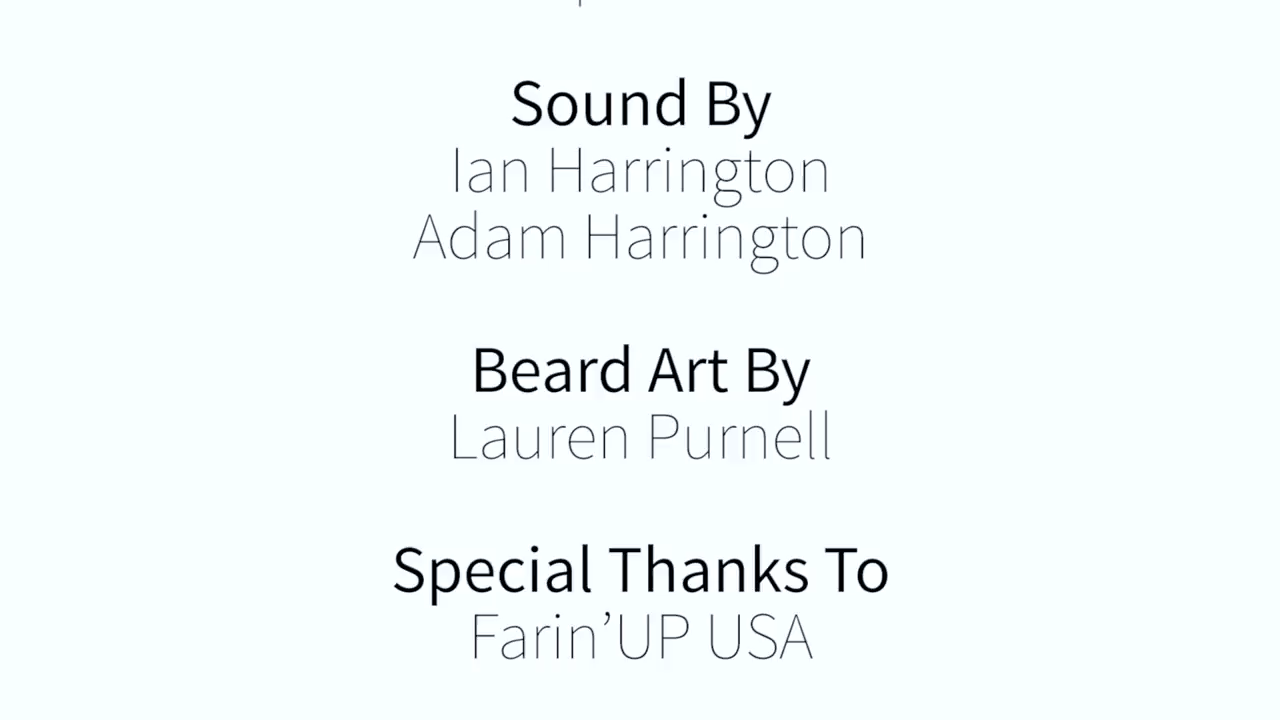 Sound By
Ian Harrington
Adam Harrington
Beard Art By
Lauren Purnell
Special Thanks To
Farin’UP USA